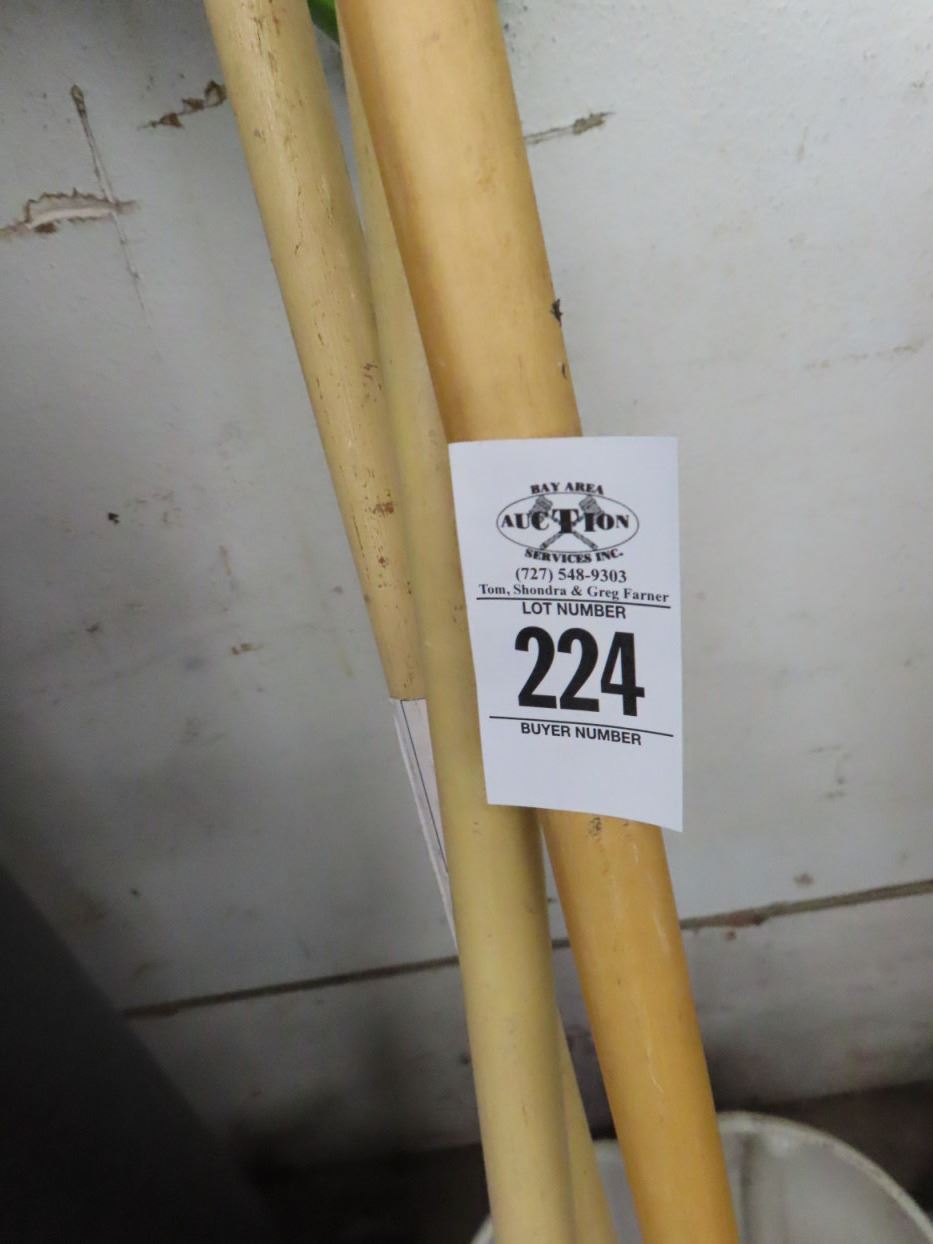 BAY AREA
AUCTION
SERVICES INC.
(727) 548-9303
Tom, Shondra & Greg Farner
LOT NUMBER
224
BUYER NUMBER